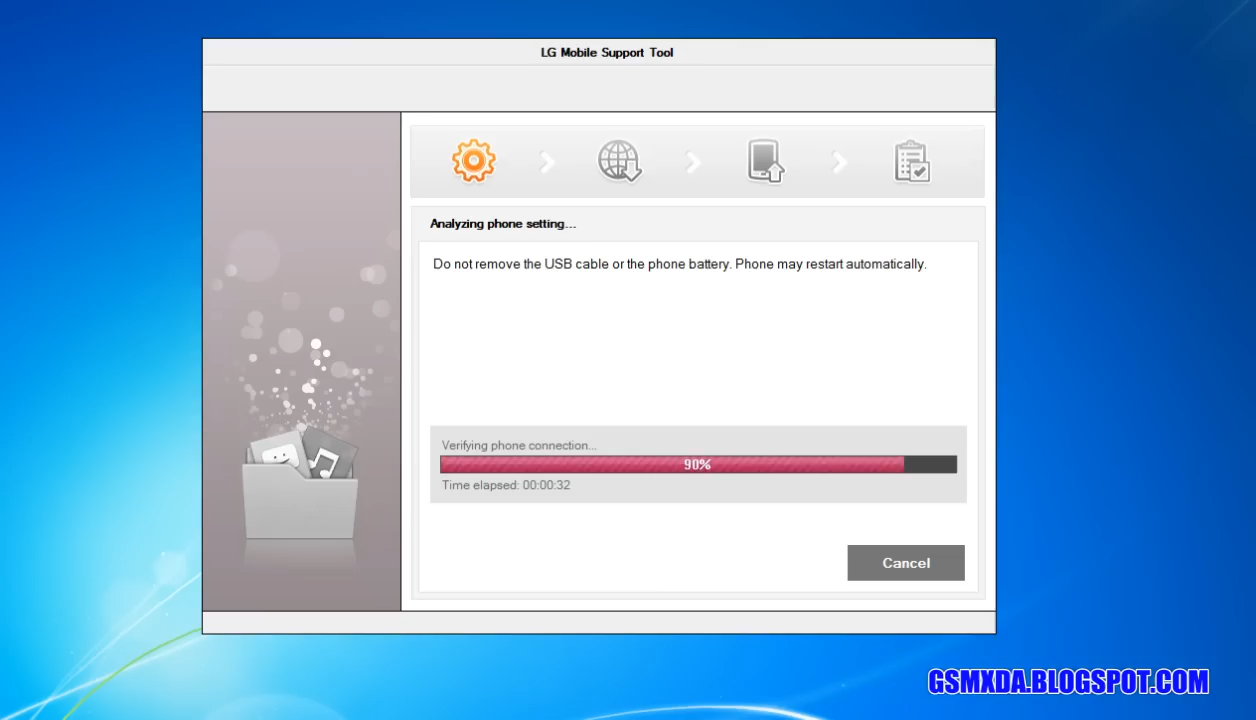 LG Mobile Support Tool
Analyzing phone setting...
Do not remove the USB cable or the phone battery. Phone may restart automatically.
Verifying phone connection...
90%
Time elapsed: 00:00:32
Cancel
GSMXDA.BLOGSPOT.COM